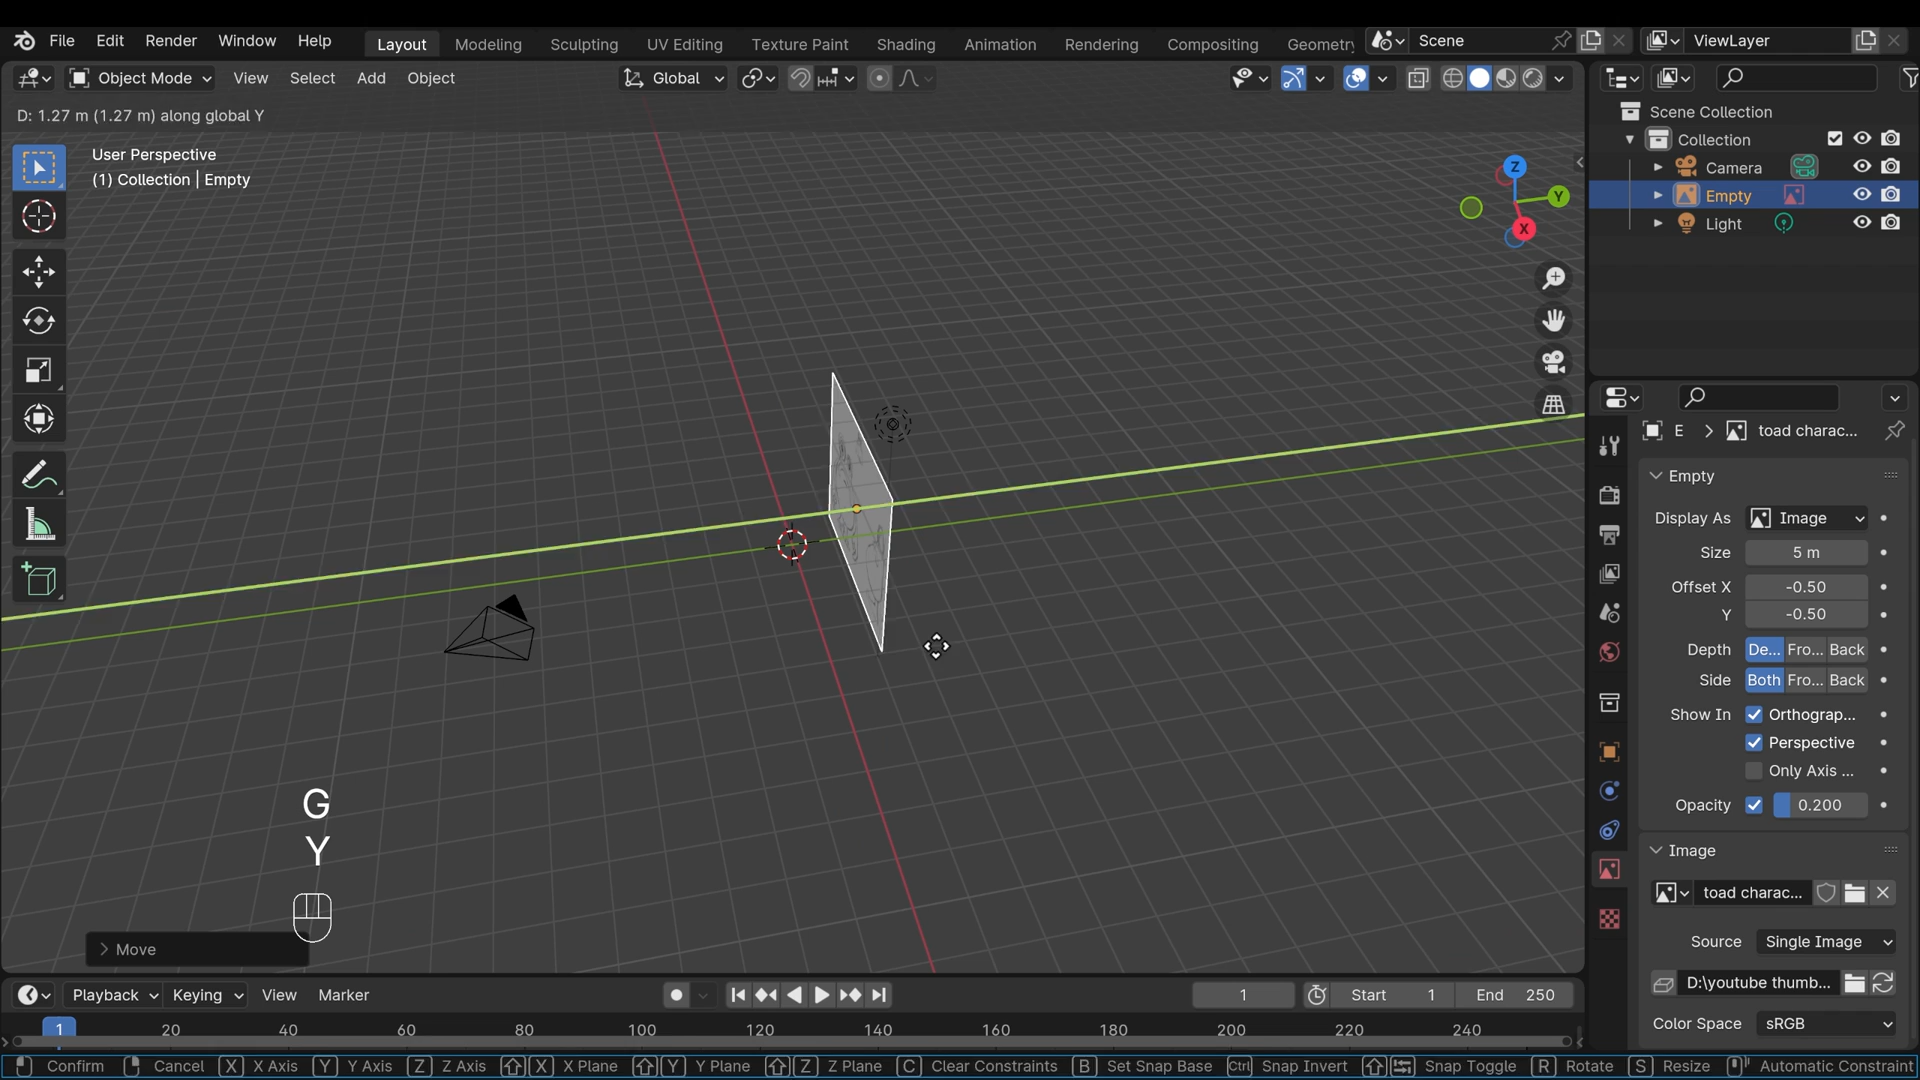 File Edit Render Window Help Layout Modeling Sculpting UV Editing Texture Paint Shading Animation Rendering Compositing Geometry Scene ViewLayer
Object Mode View Select Add Object Global
D: 1.27 m (1.27 m) along global Y
User Perspective
(1) Collection | Empty
Z
Y
X
Scene Collection
Collection
Camera
Empty
Light
E > toad charac...
Empty
Display As Image
Size 5 m
Offset X -0.50
Y -0.50
Depth De... Fro... Back
Side Both Fro... Back
Show In Orthograp...
Perspective
Only Axis ...
Opacity 0.200
Image
toad charac...
Source Single Image
D:\youtube thumb...
Color Space sRGB
G
Y
> Move
Playback Keying View Marker 1 Start 1 End 250
1 20 40 60 80 100 120 140 160 180 200 220 240
Confirm Cancel X X Axis Y Y Axis Z Z Axis X X Plane Y Y Plane Z Z Plane C Clear Constraints B Set Snap Base Ctrl Snap Invert Snap Toggle R Rotate S Resize Automatic Constraint